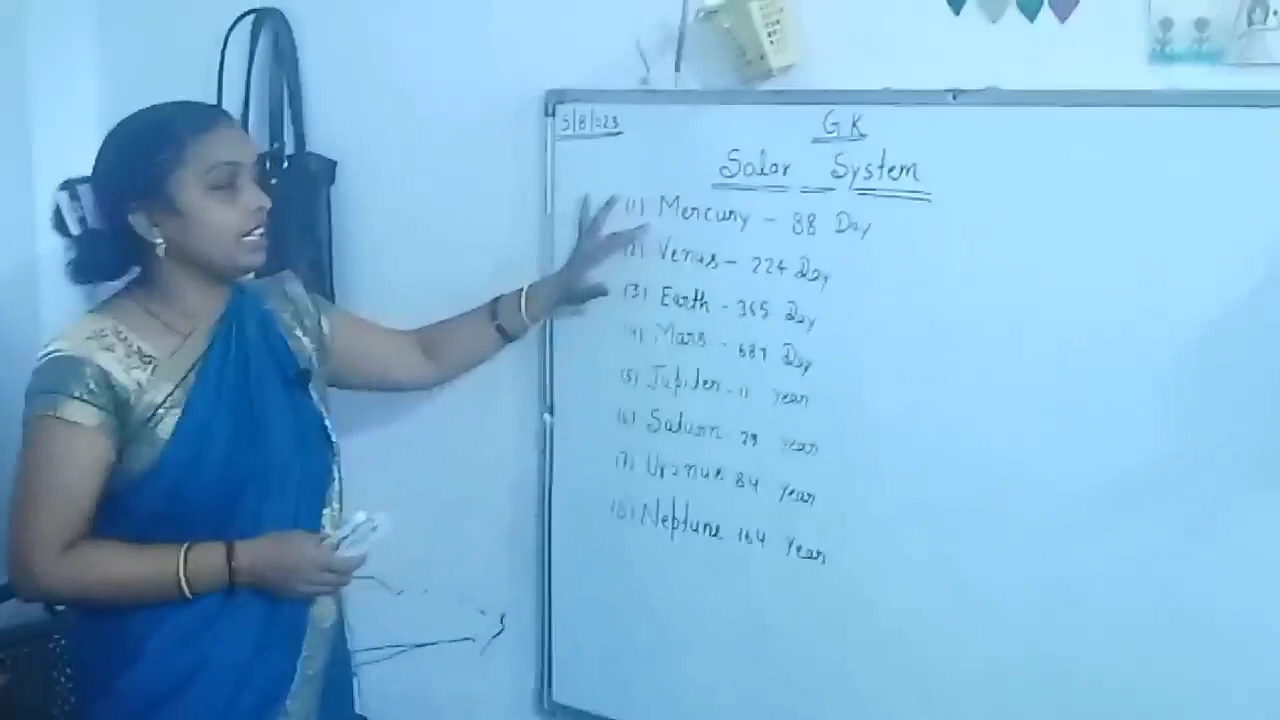 5/8/23
GK
Solar System
(1) Mercury - 88 Day
(2) Venus - 224 Day
(3) Earth - 365 Day
(4) Mars - 687 Day
(5) Jupiter - 11 Year
(6) Saturn 29 Year
(7) Uranus 84 Year
(8) Neptune 164 Year